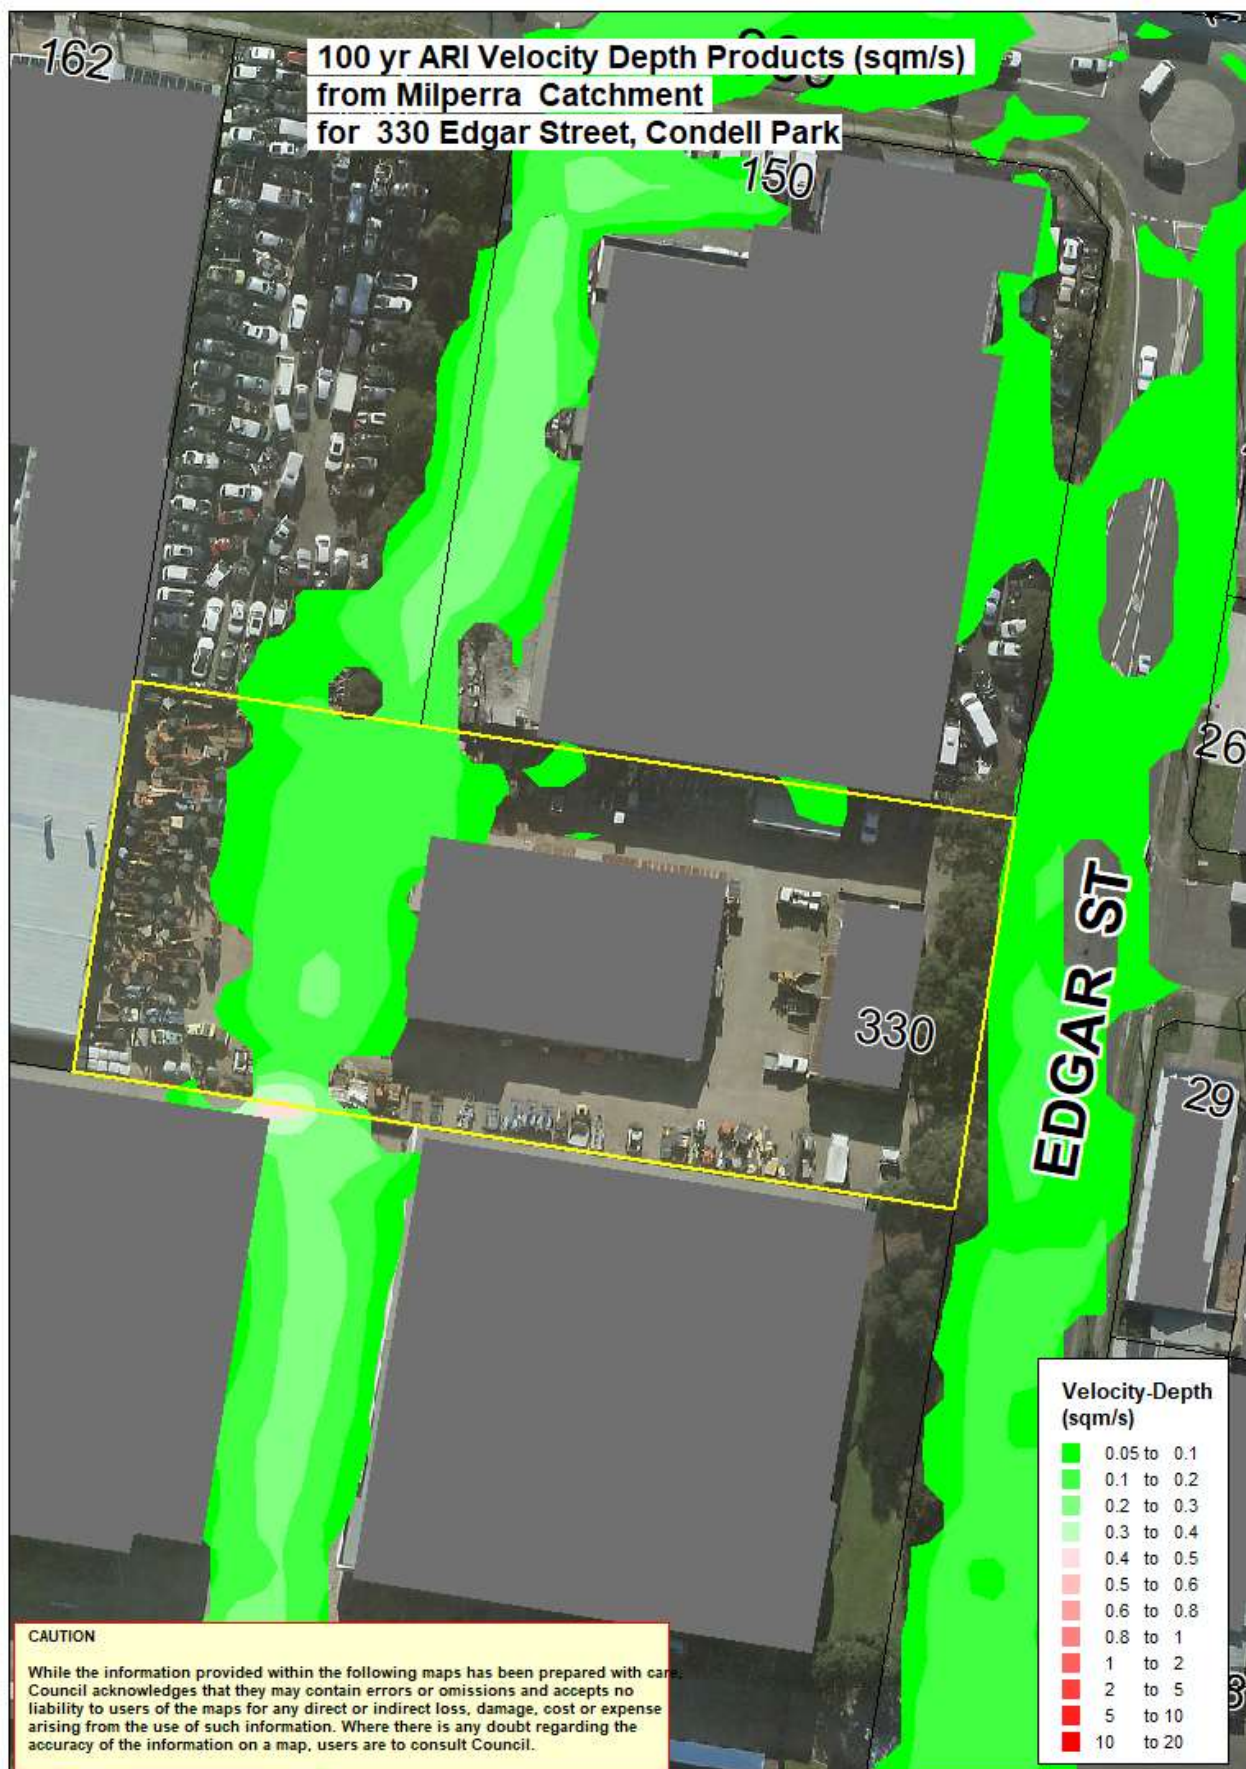 162
100 yr ARI Velocity Depth Products (sqm/s)
from Milperra Catchment
for 330 Edgar Street, Condell Park
150
26
EDGAR ST
330
29
Velocity-Depth
(sqm/s)
0.05 to 0.1
0.1 to 0.2
0.2 to 0.3
0.3 to 0.4
0.4 to 0.5
0.5 to 0.6
0.6 to 0.8
0.8 to 1
1 to 2
2 to 5
5 to 10
10 to 20
CAUTION
While the information provided within the following maps has been prepared with care,
Council acknowledges that they may contain errors or omissions and accepts no
liability to users of the maps for any direct or indirect loss, damage, cost or expense
arising from the use of such information. Where there is any doubt regarding the
accuracy of the information on a map, users are to consult Council.